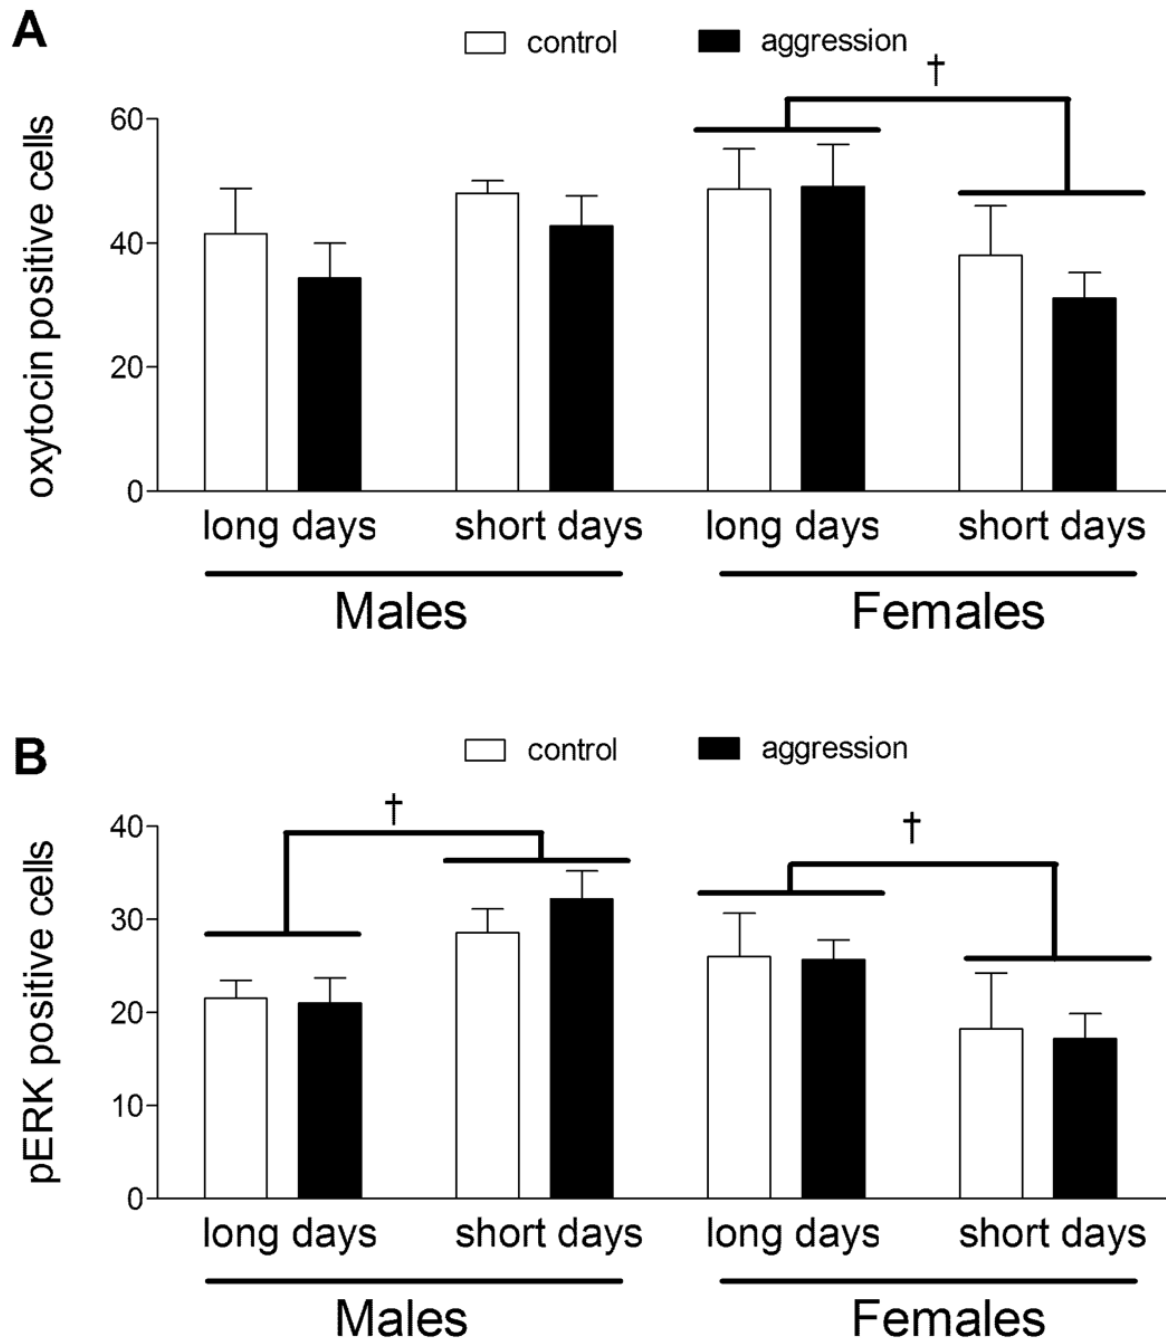 A
control aggression
†
oxytocin positive cells
60
40
20
0
long days short days long days short days
Males Females
B
control aggression
†
†
pERK positive cells
40
30
20
10
0
long days short days long days short days
Males Females